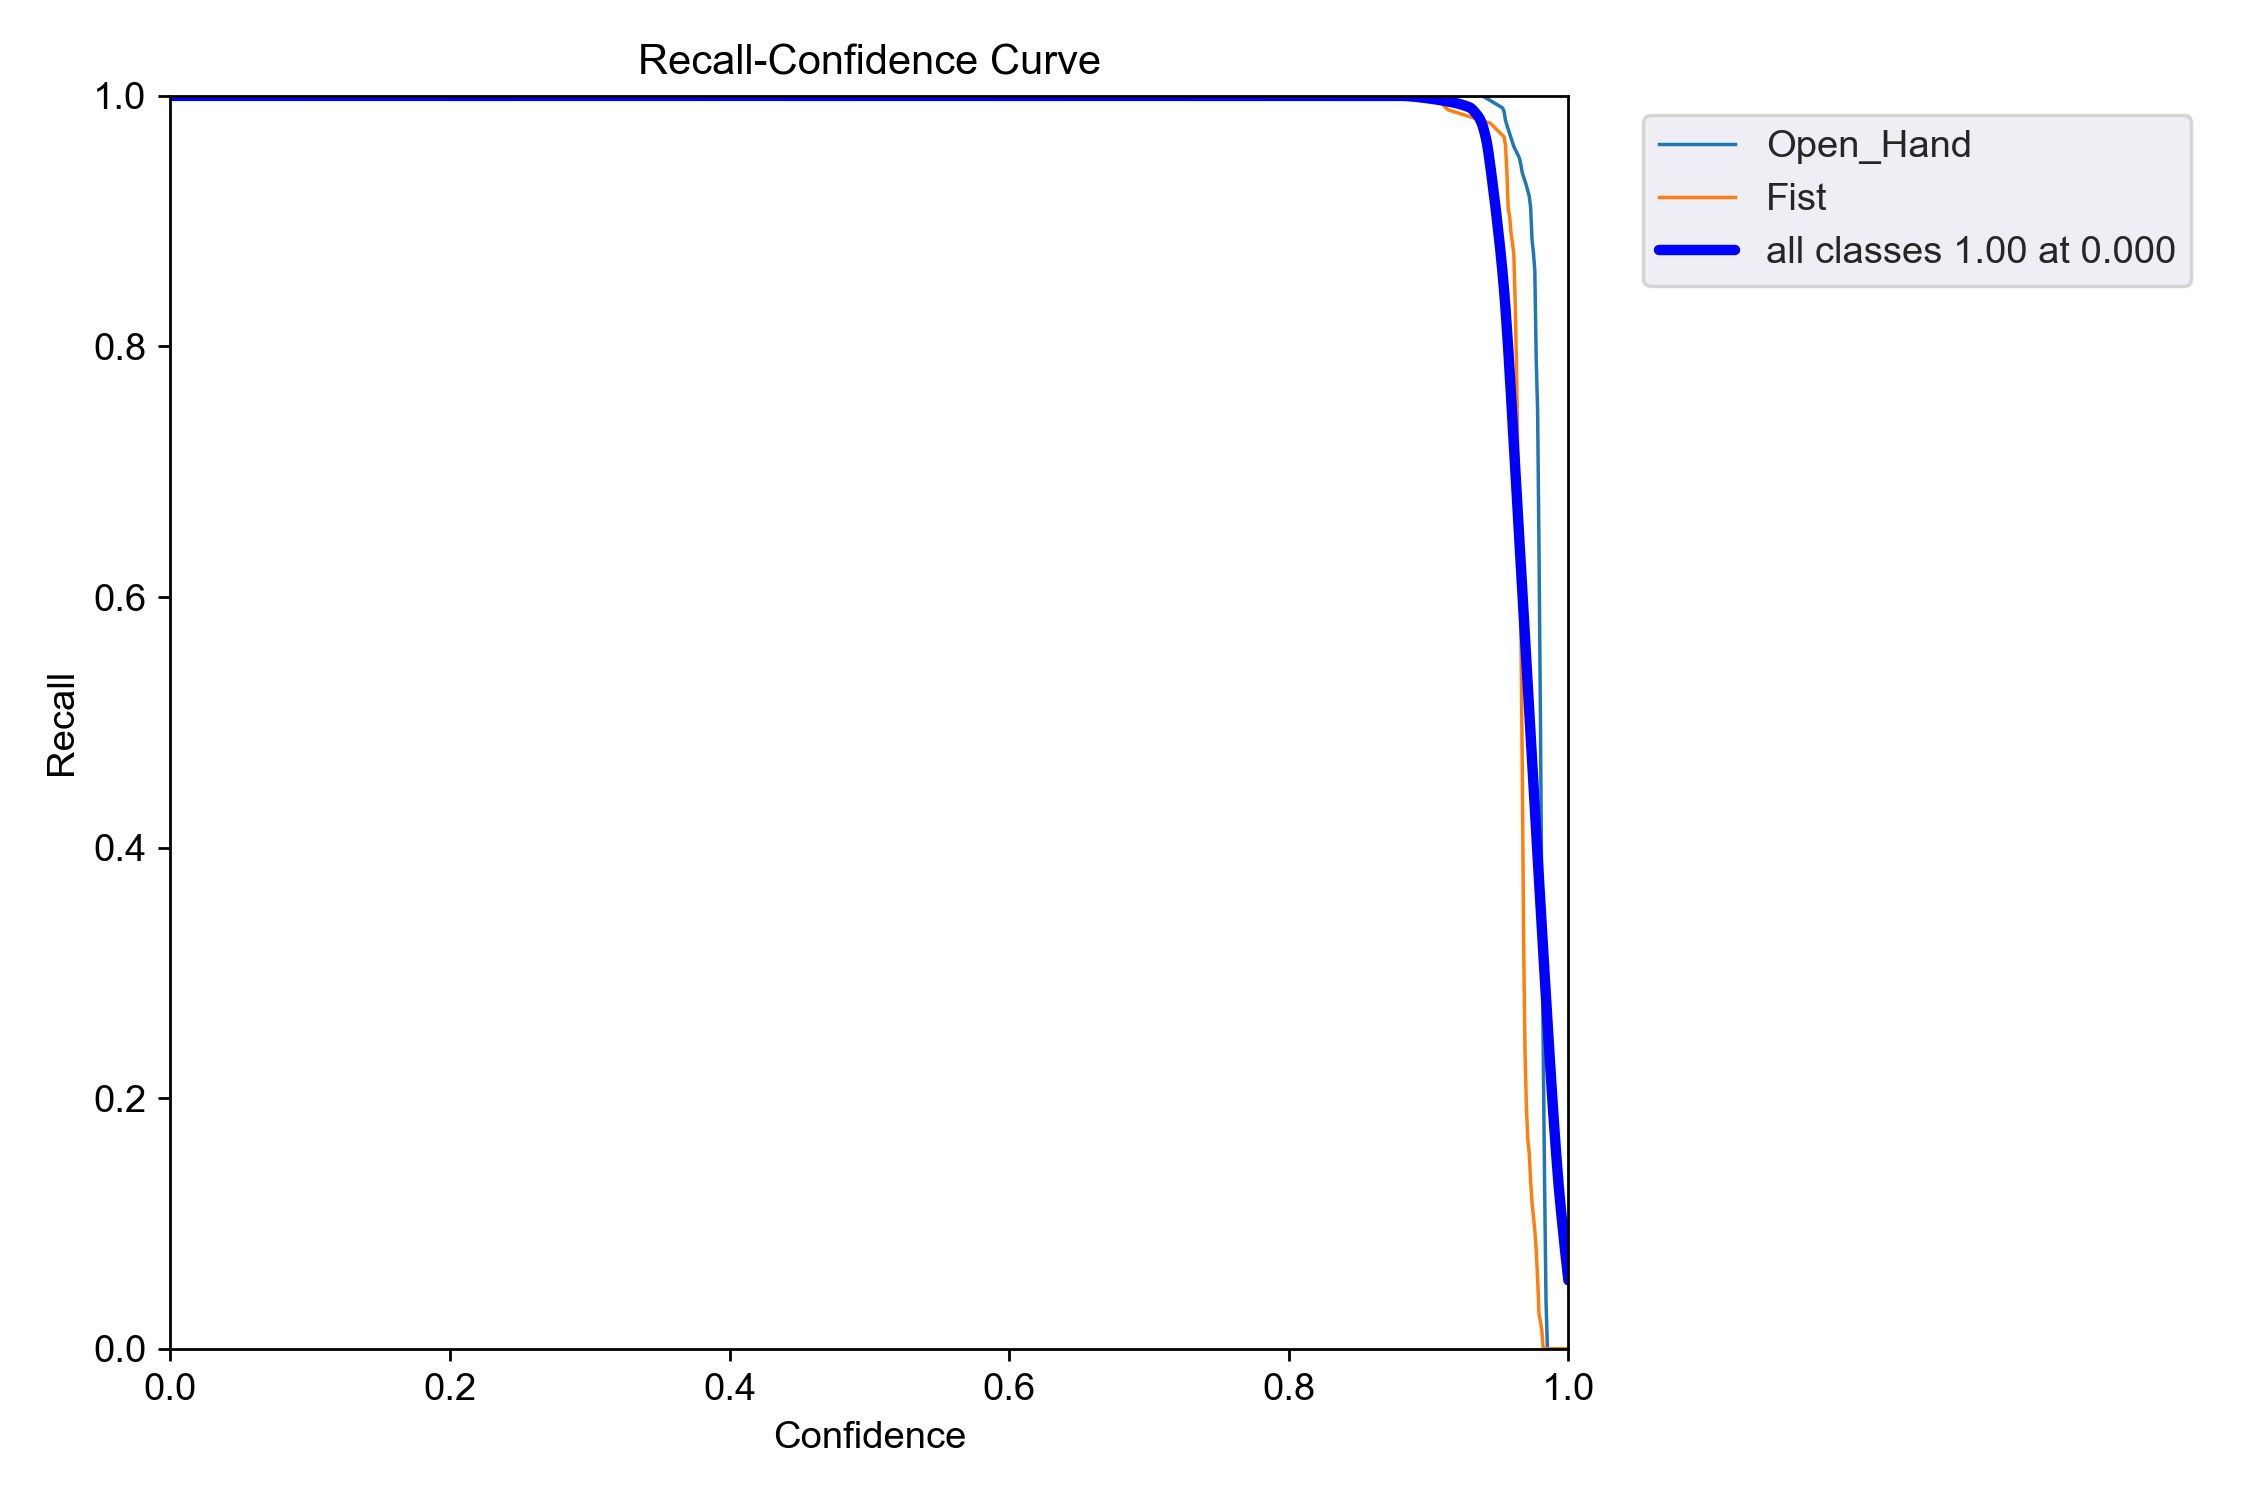 Recall-Confidence Curve
1.0
0.8
0.6
0.4
0.2
0.0
Recall
0.0 0.2 0.4 0.6 0.8 1.0
Confidence
Open_Hand
Fist
all classes 1.00 at 0.000